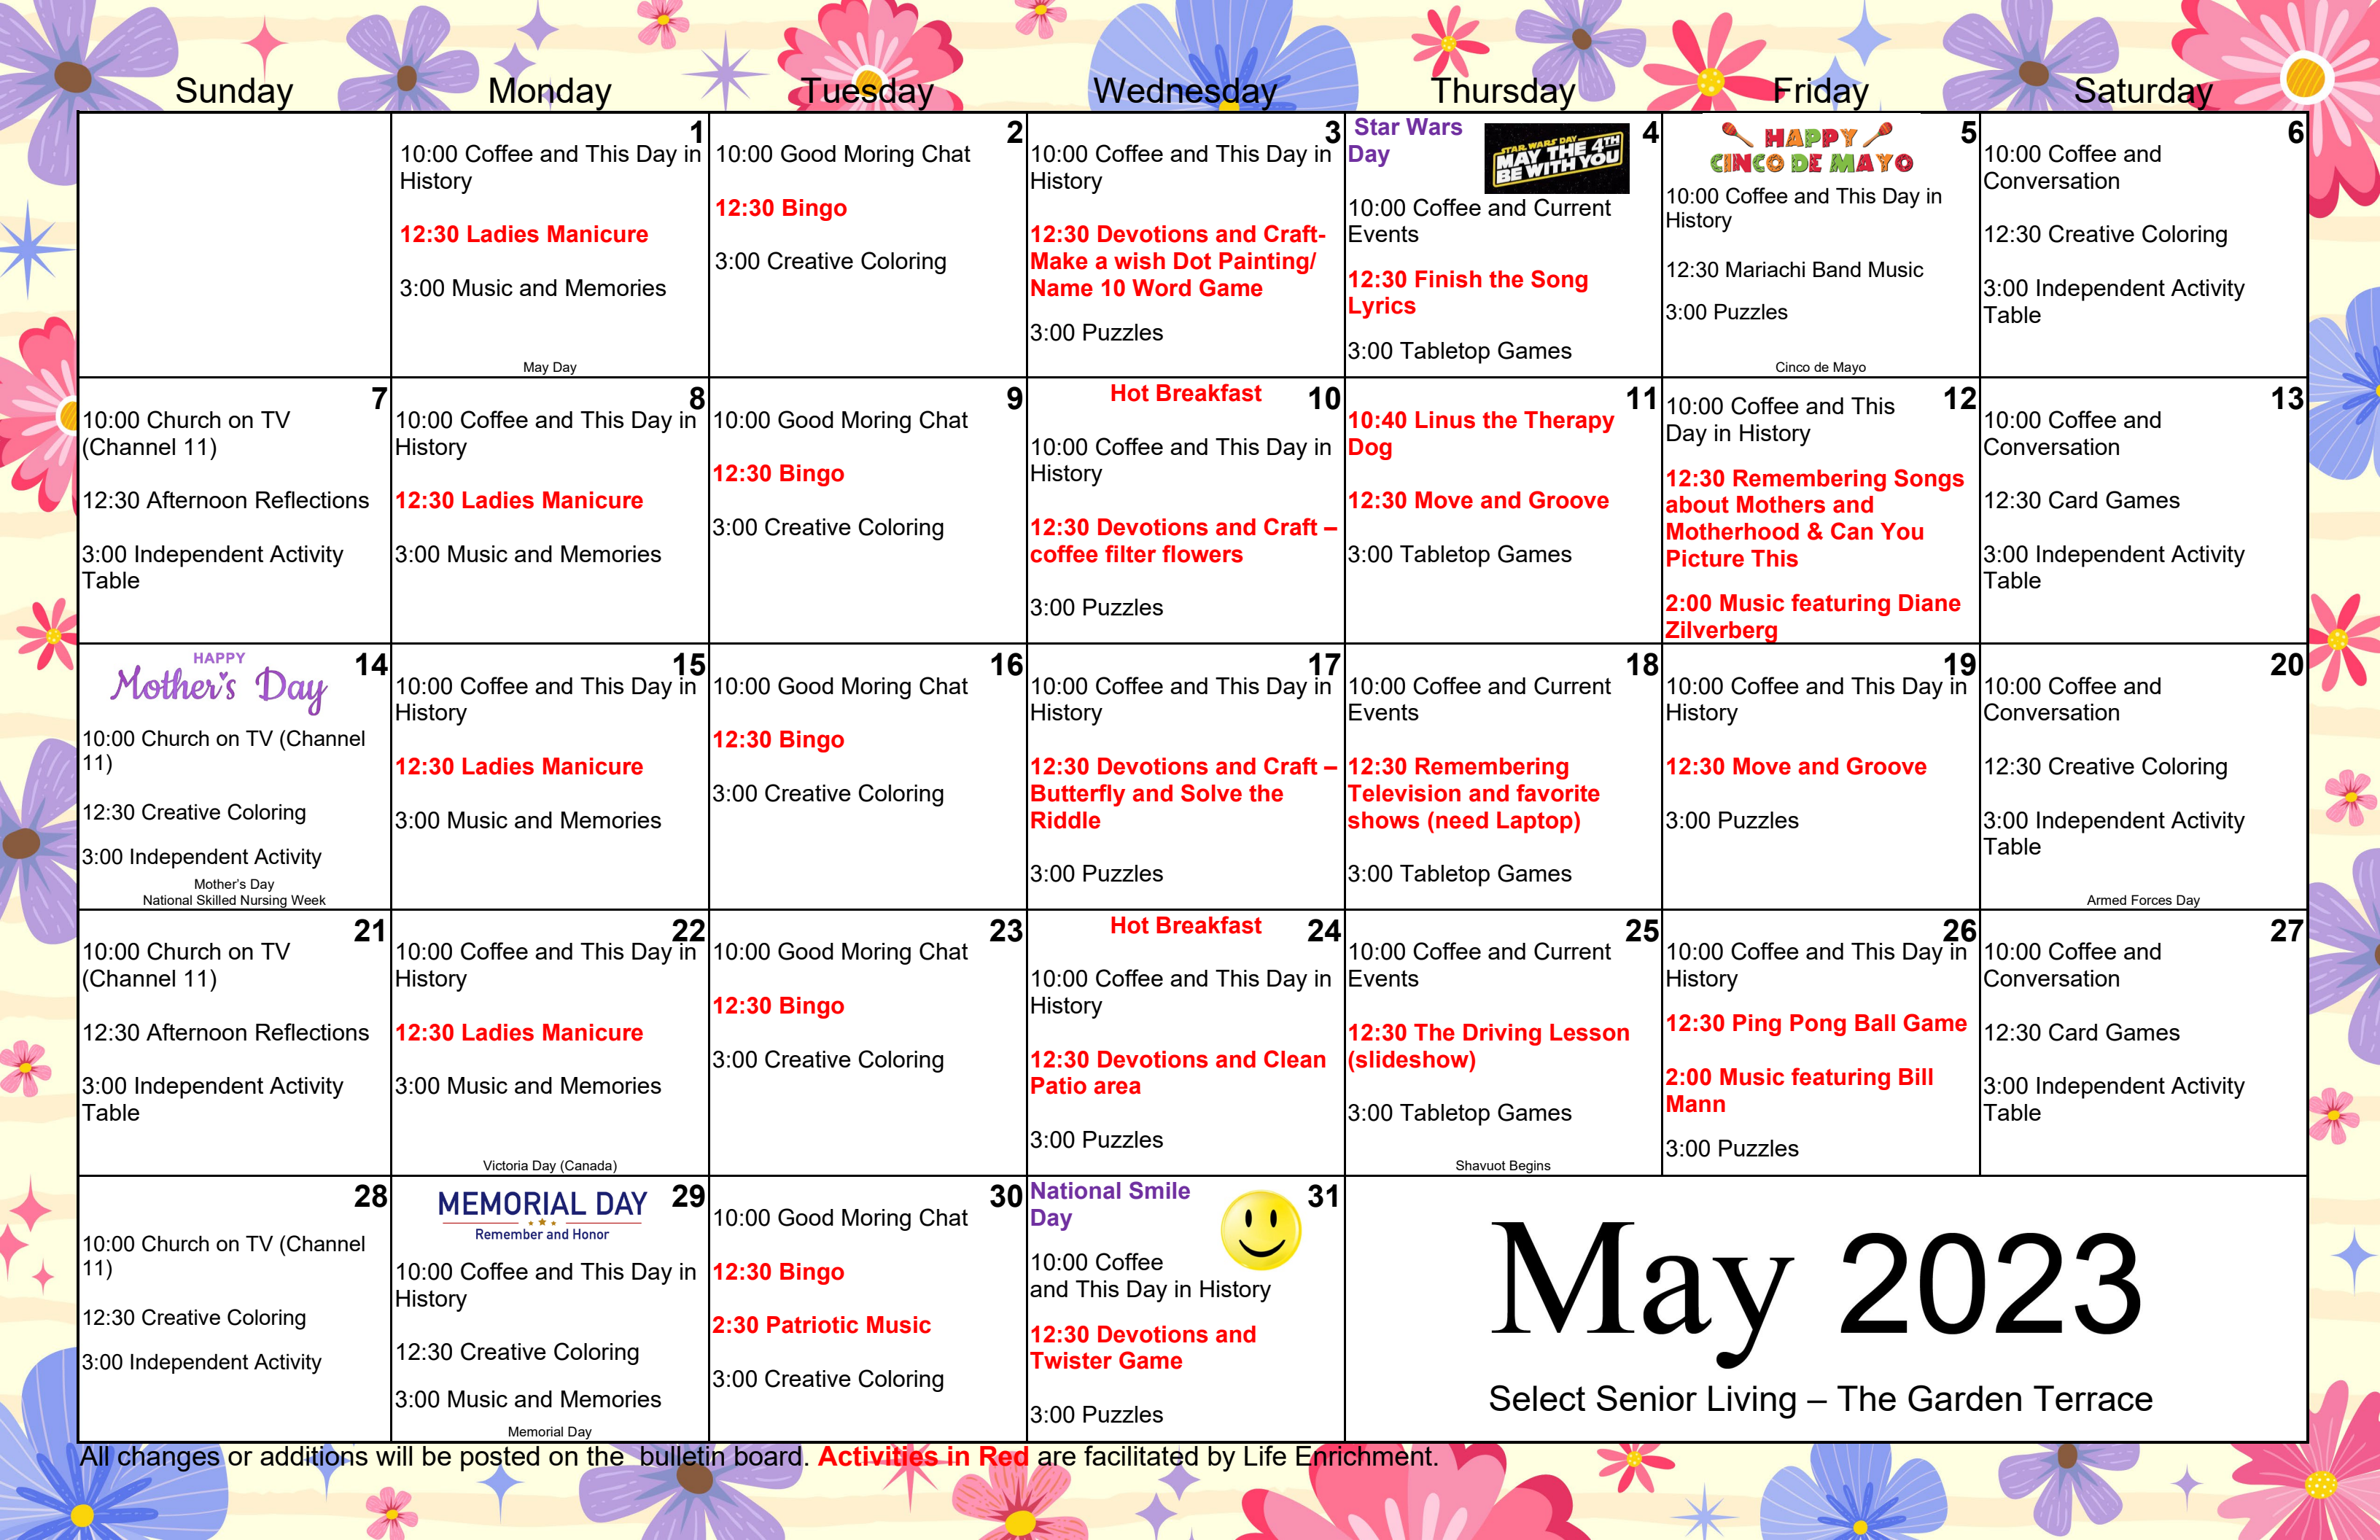 Sunday Monday Tuesday Wednesday Thursday Friday Saturday
1
10:00 Coffee and This Day in
History
12:30 Ladies Manicure
3:00 Music and Memories
May Day
2
10:00 Good Moring Chat
12:30 Bingo
3:00 Creative Coloring
3
10:00 Coffee and This Day in
History
12:30 Devotions and Craft-
Make a wish Dot Painting/
Name 10 Word Game
3:00 Puzzles
Star Wars
Day
STAR WARS DAY
MAY THE 4TH
BE WITH YOU
4
10:00 Coffee and Current
Events
12:30 Finish the Song
Lyrics
3:00 Tabletop Games
HAPPY
CINCO DE MAYO
5
10:00 Coffee and This Day in
History
12:30 Mariachi Band Music
3:00 Puzzles
Cinco de Mayo
6
10:00 Coffee and
Conversation
12:30 Creative Coloring
3:00 Independent Activity
Table
7
10:00 Church on TV
(Channel 11)
12:30 Afternoon Reflections
3:00 Independent Activity
Table
8
10:00 Coffee and This Day in
History
12:30 Ladies Manicure
3:00 Music and Memories
9
10:00 Good Moring Chat
12:30 Bingo
3:00 Creative Coloring
Hot Breakfast 10
10:00 Coffee and This Day in
History
12:30 Devotions and Craft –
coffee filter flowers
3:00 Puzzles
11
10:40 Linus the Therapy
Dog
12:30 Move and Groove
3:00 Tabletop Games
12
10:00 Coffee and This
Day in History
12:30 Remembering Songs
about Mothers and
Motherhood & Can You
Picture This
2:00 Music featuring Diane
Zilverberg
13
10:00 Coffee and
Conversation
12:30 Card Games
3:00 Independent Activity
Table
HAPPY
Mother's Day
14
10:00 Church on TV (Channel
11)
12:30 Creative Coloring
3:00 Independent Activity
Mother's Day
National Skilled Nursing Week
15
10:00 Coffee and This Day in
History
12:30 Ladies Manicure
3:00 Music and Memories
16
10:00 Good Moring Chat
12:30 Bingo
3:00 Creative Coloring
17
10:00 Coffee and This Day in
History
12:30 Devotions and Craft –
Butterfly and Solve the
Riddle
3:00 Puzzles
18
10:00 Coffee and Current
Events
12:30 Remembering
Television and favorite
shows (need Laptop)
3:00 Tabletop Games
19
10:00 Coffee and This Day in
History
12:30 Move and Groove
3:00 Puzzles
20
10:00 Coffee and
Conversation
12:30 Creative Coloring
3:00 Independent Activity
Table
Armed Forces Day
21
10:00 Church on TV
(Channel 11)
12:30 Afternoon Reflections
3:00 Independent Activity
Table
22
10:00 Coffee and This Day in
History
12:30 Ladies Manicure
3:00 Music and Memories
Victoria Day (Canada)
23
10:00 Good Moring Chat
12:30 Bingo
3:00 Creative Coloring
Hot Breakfast 24
10:00 Coffee and This Day in
History
12:30 Devotions and Clean
Patio area
3:00 Puzzles
25
10:00 Coffee and Current
Events
12:30 The Driving Lesson
(slideshow)
3:00 Tabletop Games
Shavuot Begins
26
10:00 Coffee and This Day in
History
12:30 Ping Pong Ball Game
2:00 Music featuring Bill
Mann
3:00 Puzzles
27
10:00 Coffee and
Conversation
12:30 Card Games
3:00 Independent Activity
Table
28
10:00 Church on TV (Channel
11)
12:30 Creative Coloring
3:00 Independent Activity
MEMORIAL DAY
Remember and Honor
29
10:00 Coffee and This Day in
History
12:30 Creative Coloring
3:00 Music and Memories
Memorial Day
30
10:00 Good Moring Chat
12:30 Bingo
2:30 Patriotic Music
3:00 Creative Coloring
National Smile
Day
31
10:00 Coffee
and This Day in History
12:30 Devotions and
Twister Game
3:00 Puzzles
May 2023
Select Senior Living – The Garden Terrace
All changes or additions will be posted on the bulletin board. Activities in Red are facilitated by Life Enrichment.